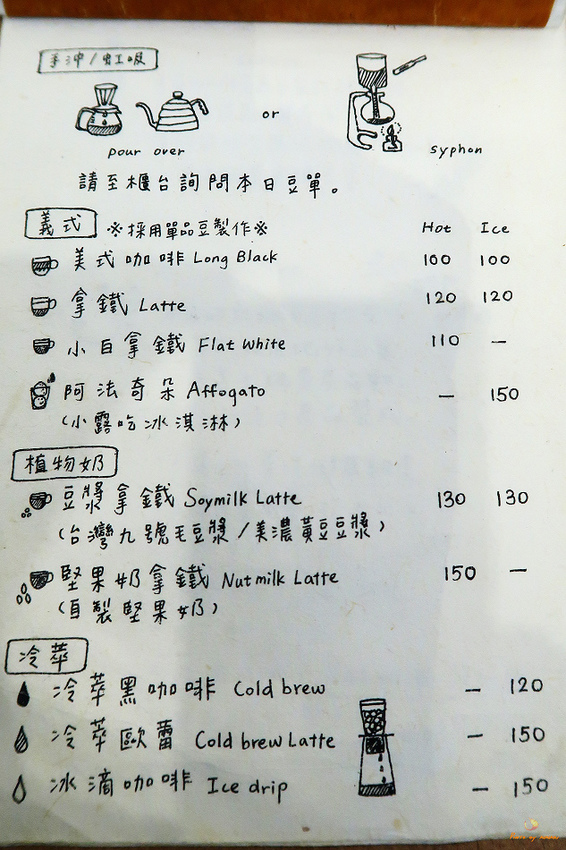 手沖/虹吸
or
pour over
syphon
請至櫃台詢問本日豆單。
義式 ※採用單品豆製作※ Hot Ice
美式咖啡 Long Black 100 100
拿鐵 Latte 120 120
小白拿鐵 Flat White 110 —
阿法奇朵 Affogato — 150
(小露吃冰淇淋)
植物奶
豆漿拿鐵 Soymilk Latte 130 130
(台灣九號毛豆漿/美濃黃豆豆漿)
堅果奶拿鐵 Nutmilk Latte 150 —
(自製堅果奶)
冷萃
冷萃黑咖啡 Cold brew — 120
冷萃歐蕾 Cold brew Latte — 150
冰滴咖啡 Ice drip — 150